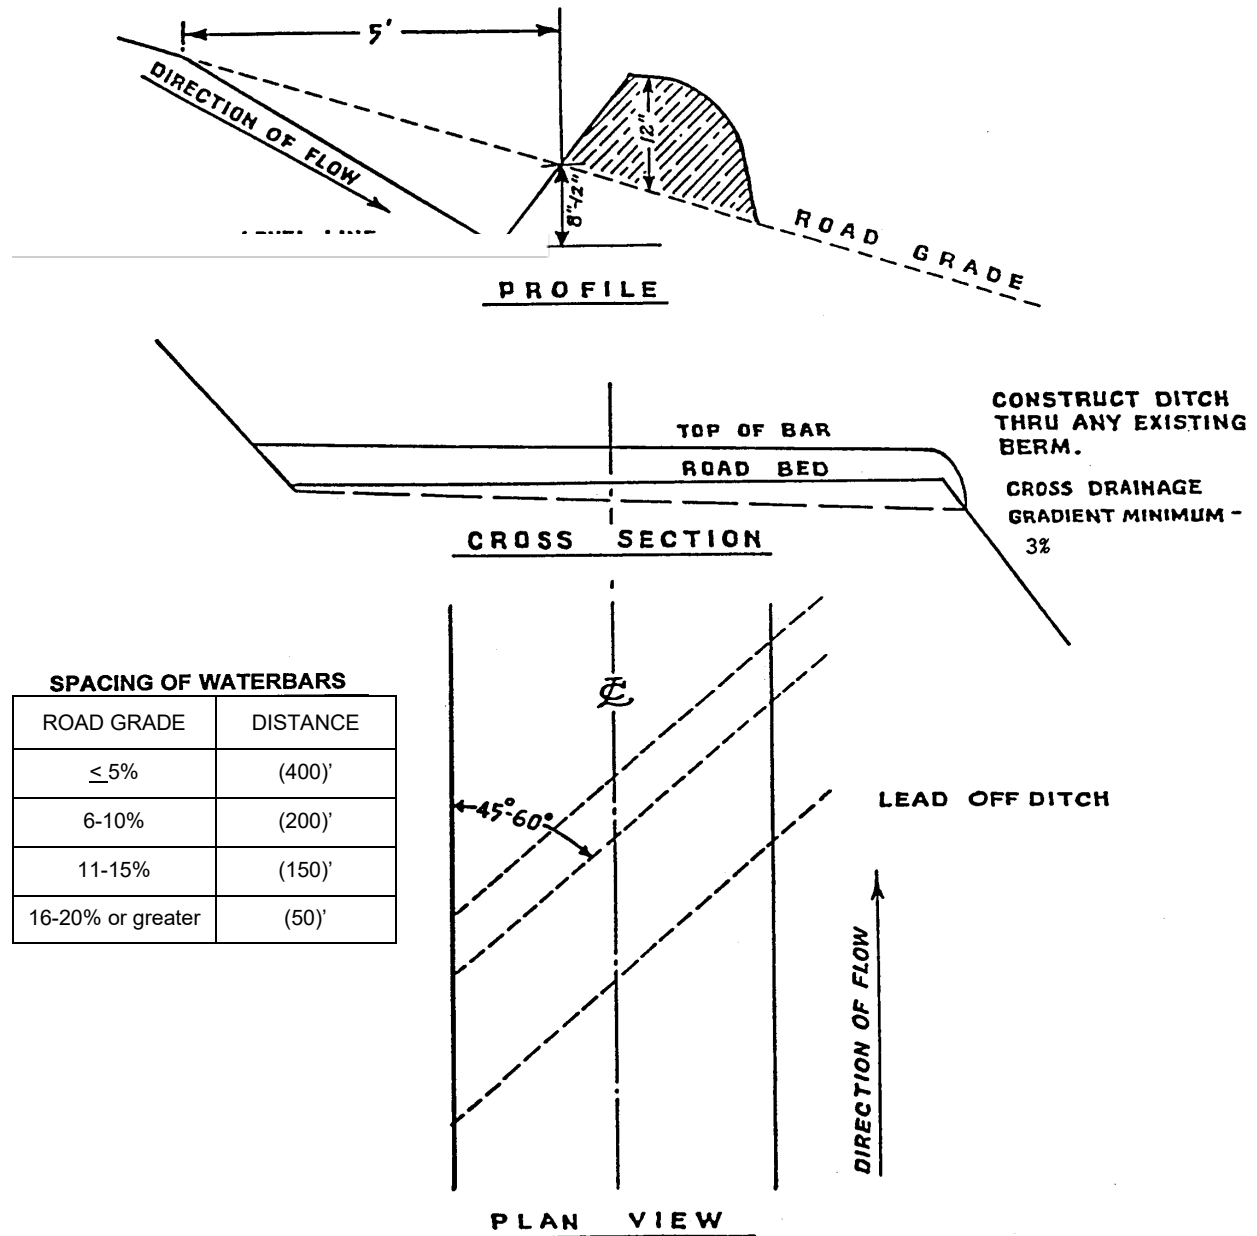 5'
DIRECTION OF FLOW
12"
8"-12"
ROAD GRADE
PROFILE
TOP OF BAR
ROAD BED
CONSTRUCT DITCH
THRU ANY EXISTING
BERM.
CROSS DRAINAGE
GRADIENT MINIMUM -
3%
CROSS SECTION
℄
SPACING OF WATERBARS
ROAD GRADE DISTANCE
< 5% (400)'
6-10% (200)'
11-15% (150)'
16-20% or greater (50)'
45°-60°
LEAD OFF DITCH
DIRECTION OF FLOW
PLAN VIEW